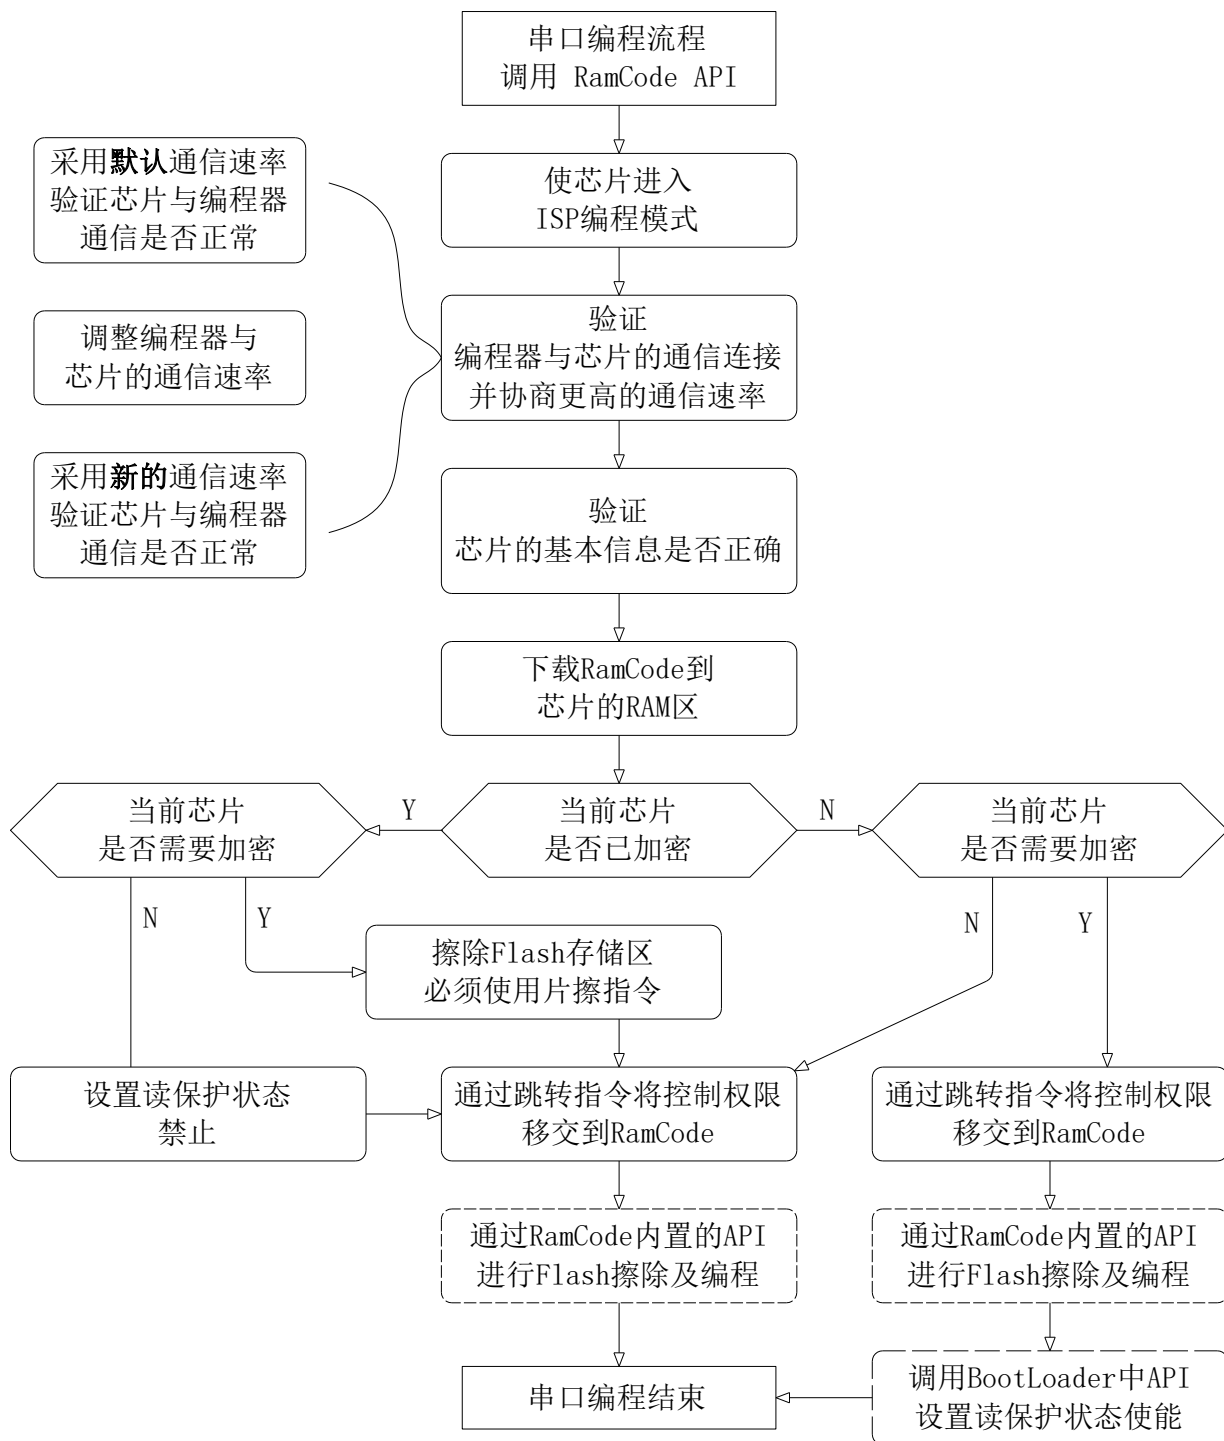 串口编程流程
调用 RamCode API
使芯片进入
ISP编程模式
采用默认通信速率
验证芯片与编程器
通信是否正常
调整编程器与
芯片的通信速率
采用新的通信速率
验证芯片与编程器
通信是否正常
验证
编程器与芯片的通信连接
并协商更高的通信速率
验证
芯片的基本信息是否正确
下载RamCode到
芯片的RAM区
当前芯片
是否需要加密
Y
当前芯片
是否已加密
N
当前芯片
是否需要加密
N
Y
N
Y
擦除Flash存储区
必须使用片擦指令
设置读保护状态
禁止
通过跳转指令将控制权限
移交到RamCode
通过跳转指令将控制权限
移交到RamCode
通过RamCode内置的API
进行Flash擦除及编程
通过RamCode内置的API
进行Flash擦除及编程
串口编程结束
调用BootLoader中API
设置读保护状态使能